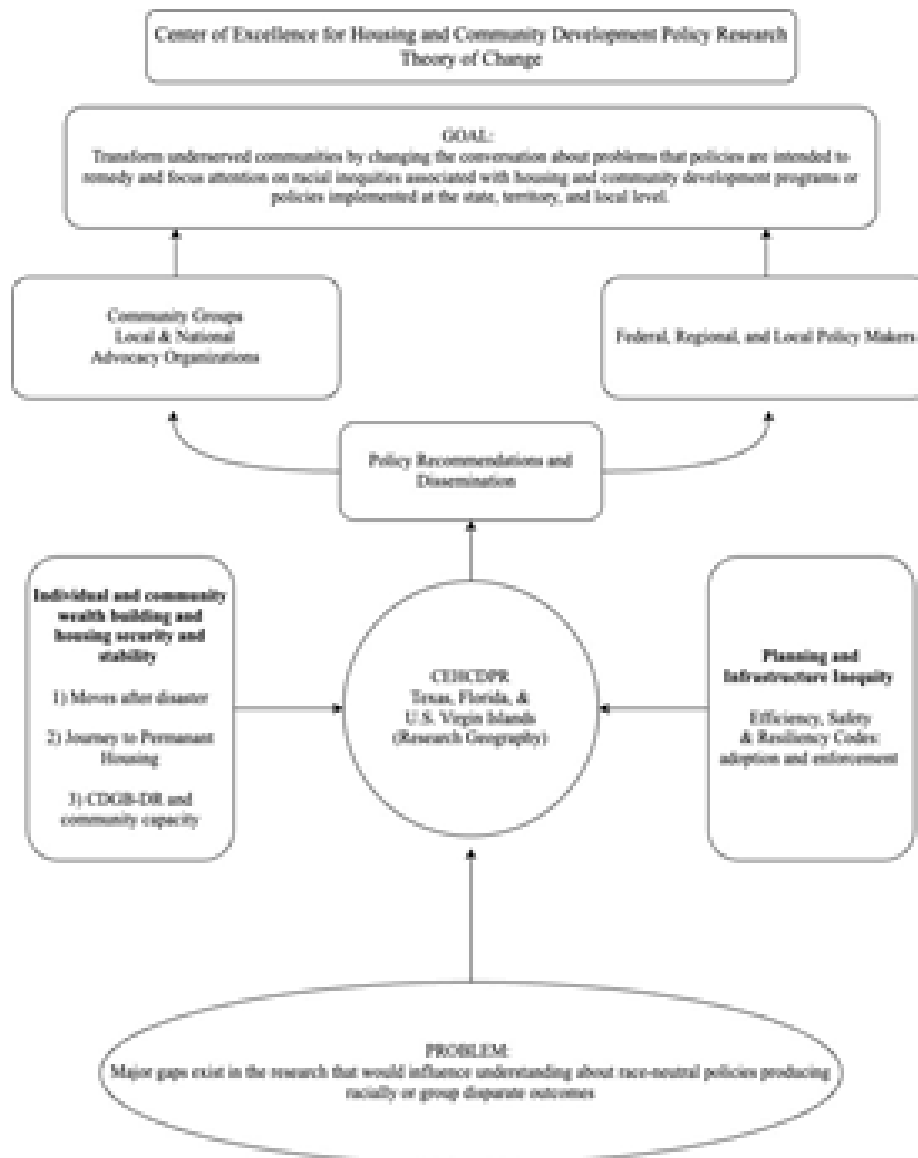 Center of Excellence for Housing and Community Development Policy Research
Theory of Change
GOAL:
Transform underserved communities by changing the conversation about problems that policies are intended to
remedy and focus attention on racial inequities associated with housing and community development programs or
policies implemented at the state, territory, and local level.
Community Groups
Local & National
Advocacy Organizations
Federal, Regional, and Local Policy Makers
Policy Recommendations and
Dissemination
Individual and community
wealth building and
housing security and
stability
1) Moves after disaster
2) Journey to Permanant
Housing
3) CDGB-DR and
community capacity
CEHCDPR
Texas, Florida, &
U.S. Virgin Islands
(Research Geography)
Planning and
Infrastructure Inequity
Efficiency, Safety
& Resiliency Codes:
adoption and enforcement
PROBLEM:
Major gaps exist in the research that would influence understanding about race-neutral policies producing
racially or group disparate outcomes